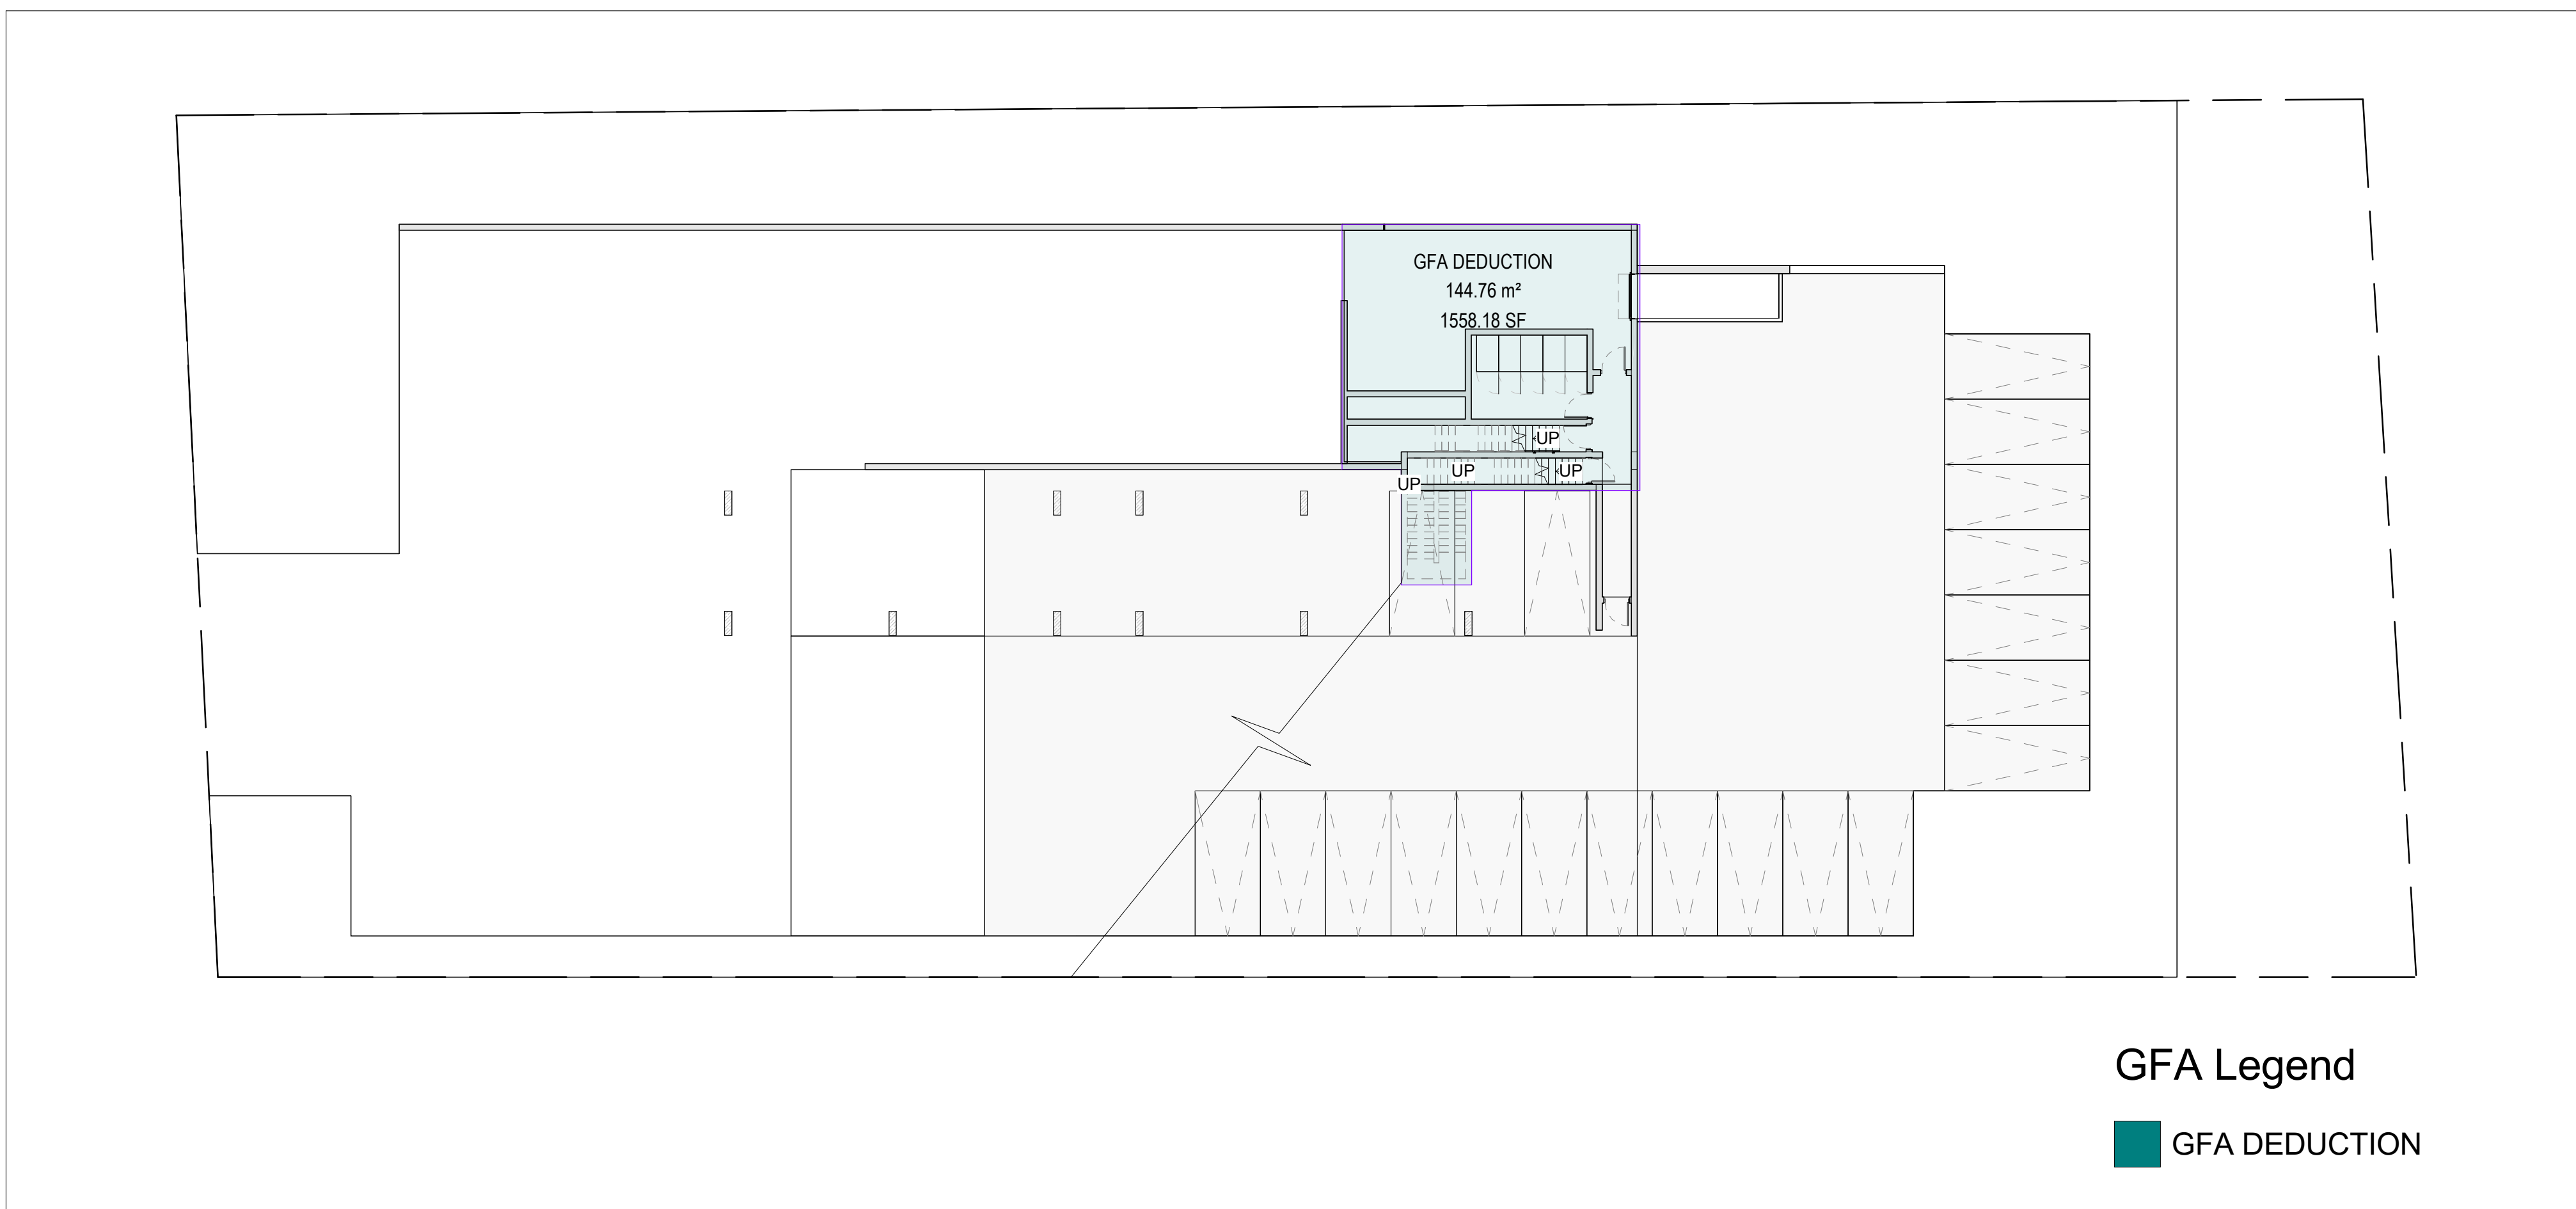 GFA DEDUCTION
144.76 m²
1558.18 SF
UP
UP
UP
UP
GFA Legend
GFA DEDUCTION